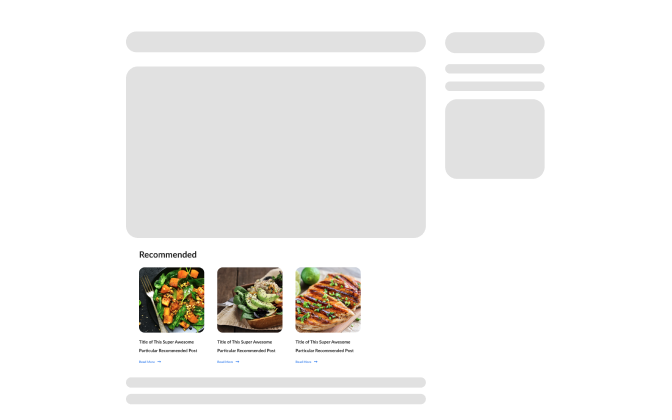 Recommended
Title of This Super Awesome
Particular Recommended Post
Read More →
Title of This Super Awesome
Particular Recommended Post
Read More →
Title of This Super Awesome
Particular Recommended Post
Read More →